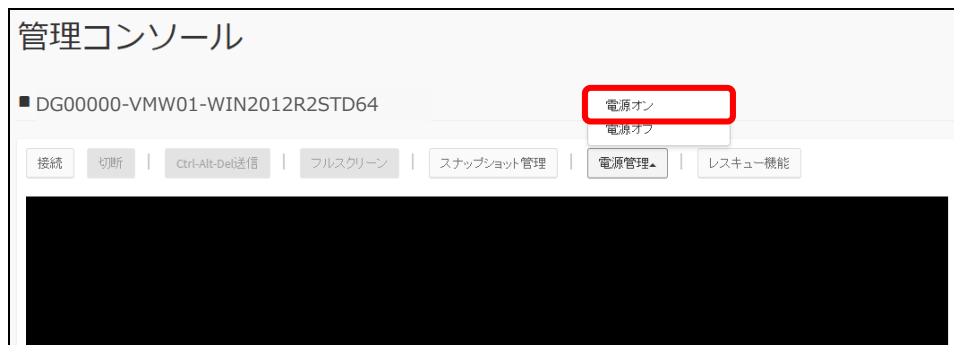 管理コンソール
■ DG00000-VMW01-WIN2012R2STD64
電源オン
電源オフ
接続 切断 | Ctrl-Alt-Del送信 | フルスクリーン | スナップショット管理 | 電源管理▲ | レスキュー機能